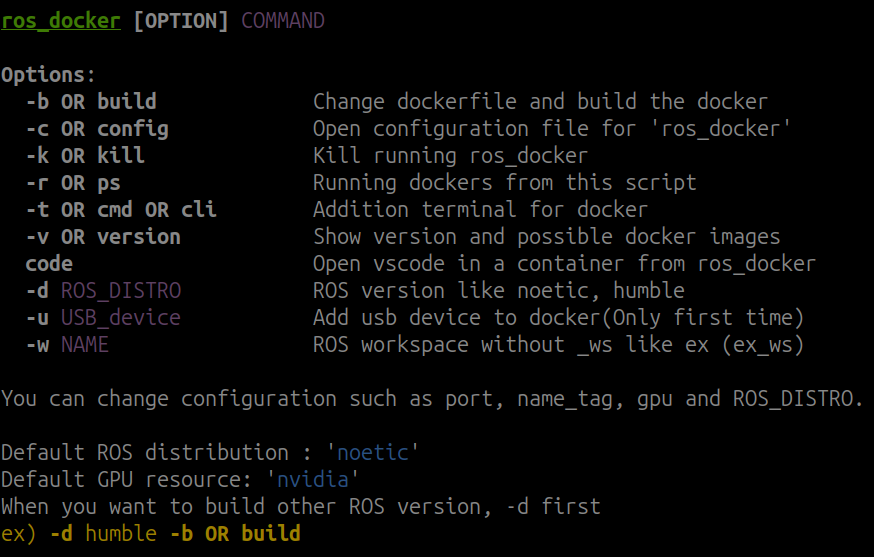 ros_docker [OPTION] COMMAND
Options:
-b OR build Change dockerfile and build the docker
-c OR config Open configuration file for 'ros_docker'
-k OR kill Kill running ros_docker
-r OR ps Running dockers from this script
-t OR cmd OR cli Addition terminal for docker
-v OR version Show version and possible docker images
code Open vscode in a container from ros_docker
-d ROS_DISTRO ROS version like noetic, humble
-u USB_device Add usb device to docker(Only first time)
-w NAME ROS workspace without _ws like ex (ex_ws)
You can change configuration such as port, name_tag, gpu and ROS_DISTRO.
Default ROS distribution : 'noetic'
Default GPU resource: 'nvidia'
When you want to build other ROS version, -d first
ex) -d humble -b OR build